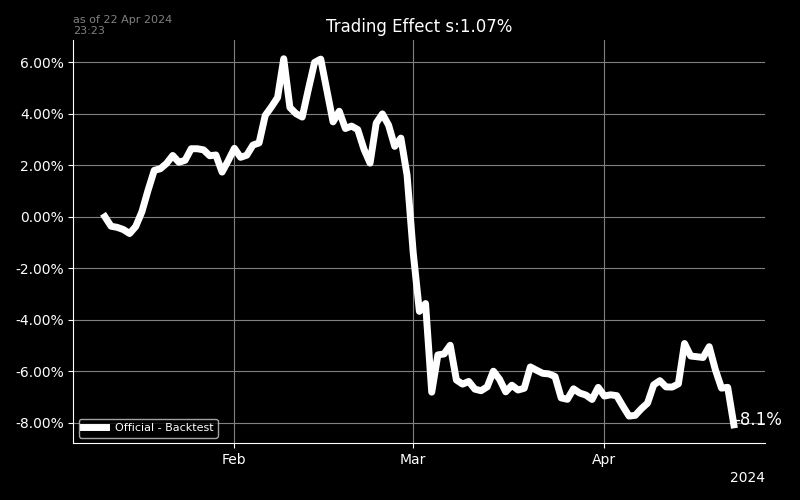 as of 22 Apr 2024
23:23
Trading Effect s:1.07%
6.00%
4.00%
2.00%
0.00%
-2.00%
-4.00%
-6.00%
-8.00%
-8.1%
Official - Backtest
Feb
Mar
Apr
2024